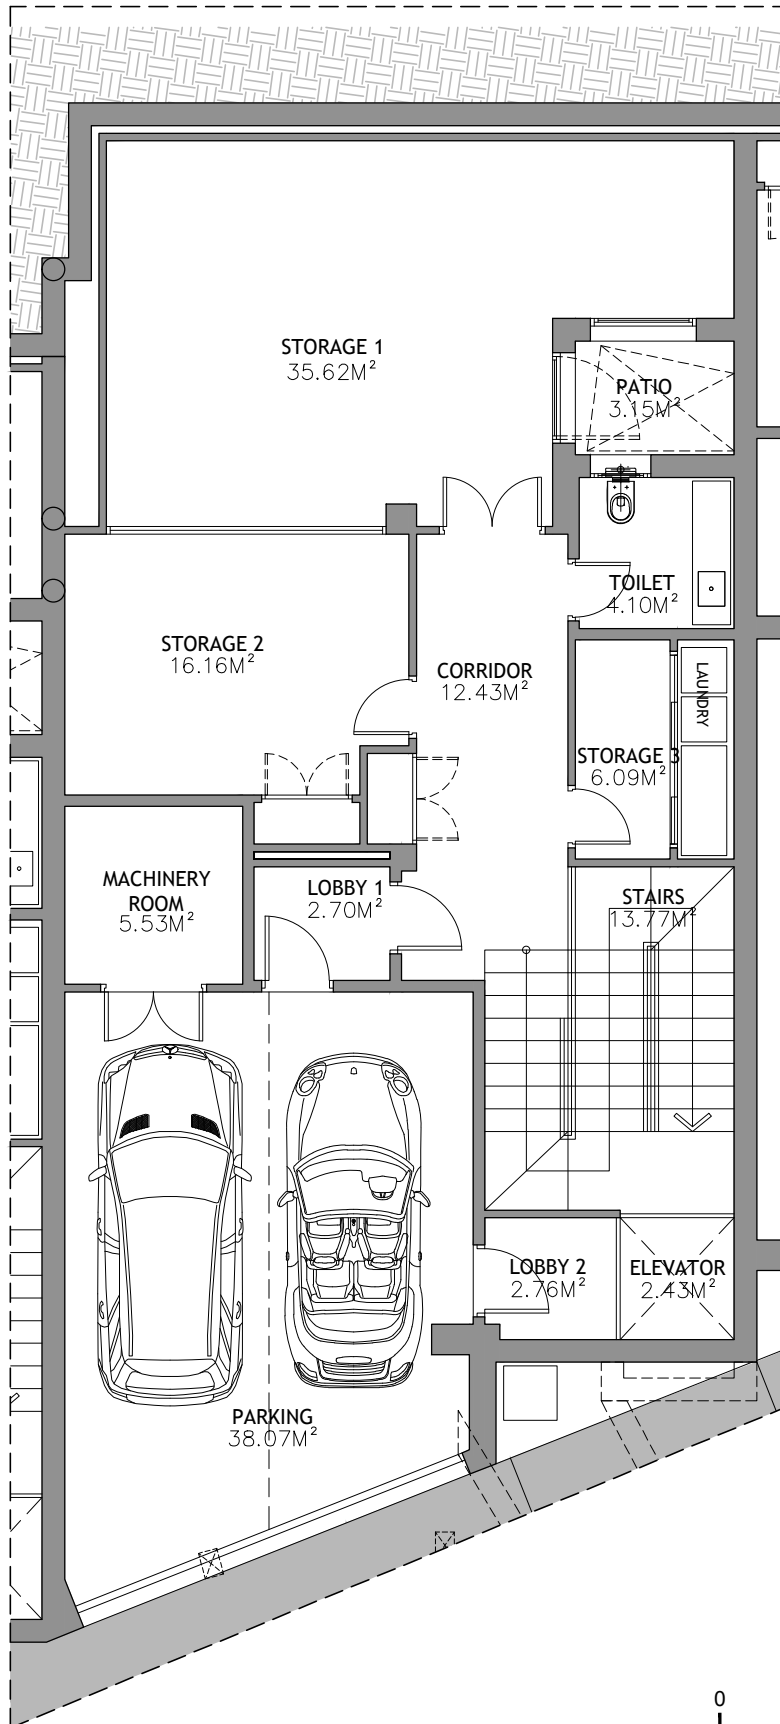 STORAGE 1
35.62M²
PATIO
3.15M²
TOILET
4.10M²
STORAGE 2
16.16M²
CORRIDOR
12.43M²
LAUNDRY
STORAGE 3
6.09M²
MACHINERY
ROOM
5.53M²
LOBBY 1
2.70M²
STAIRS
13.77M²
LOBBY 2
2.76M²
ELEVATOR
2.43M²
PARKING
38.07M²
0